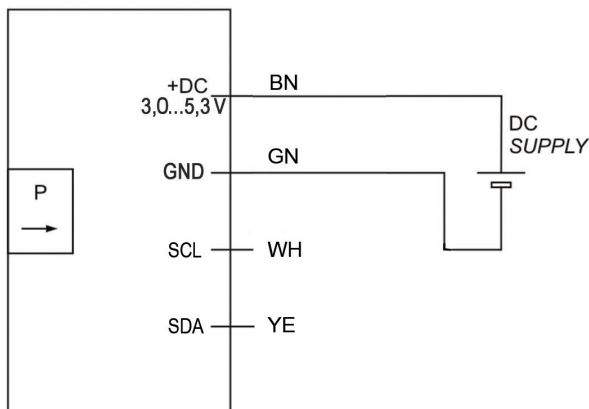 +DC
3,0...5,3 V
BN
DC
SUPPLY
GND
GN
P
SCL
WH
SDA
YE